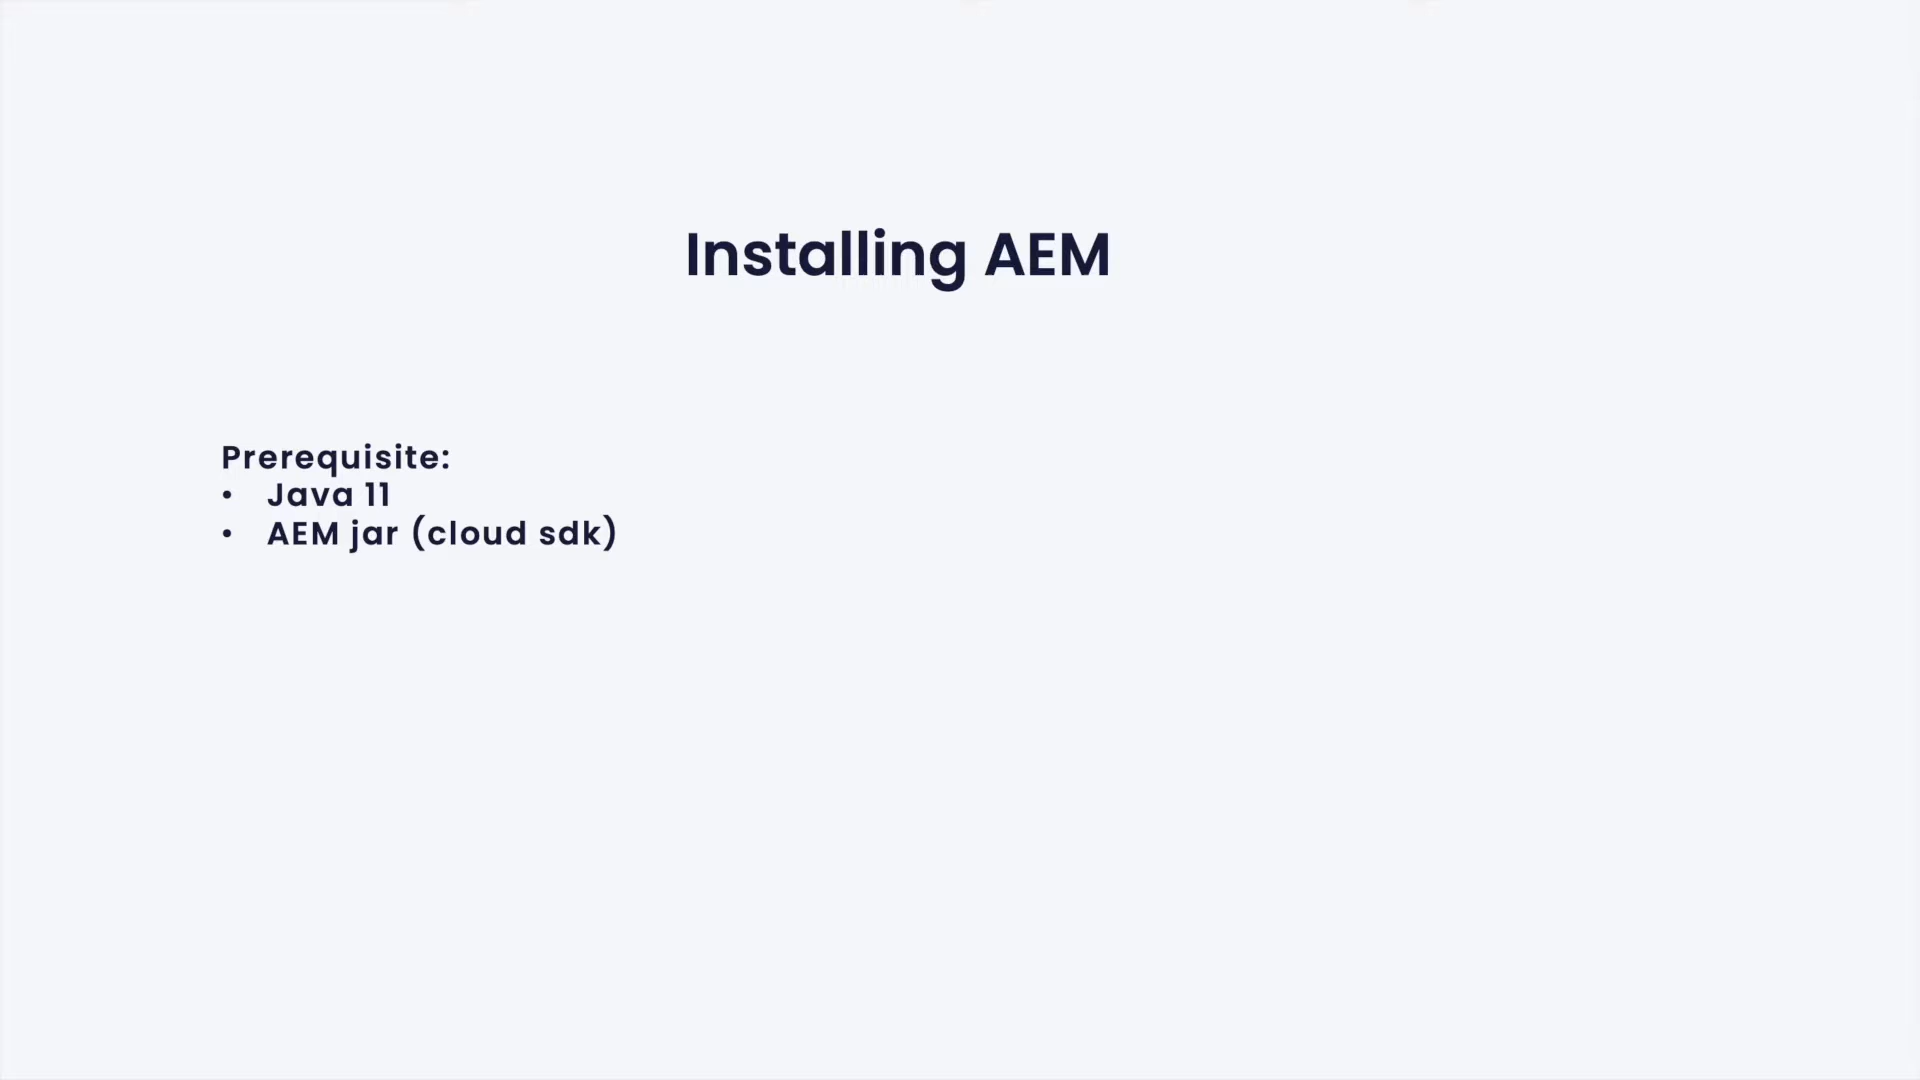 Installing AEM
Prerequisite:
• Java 11
• AEM jar (cloud sdk)